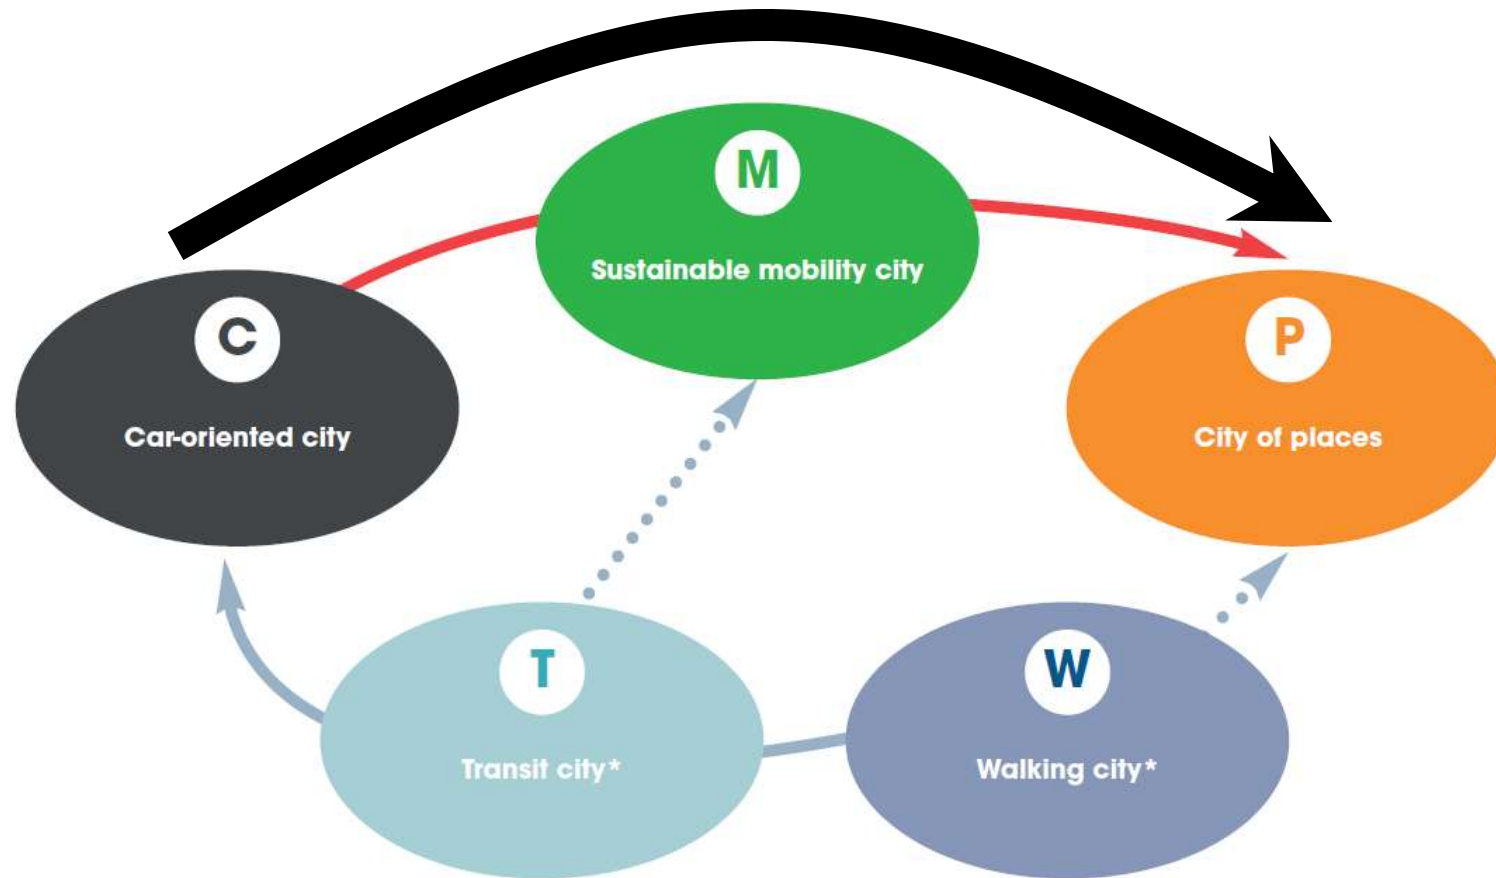 M
Sustainable mobility city
C
Car-oriented city
P
City of places
T
Transit city*
W
Walking city*